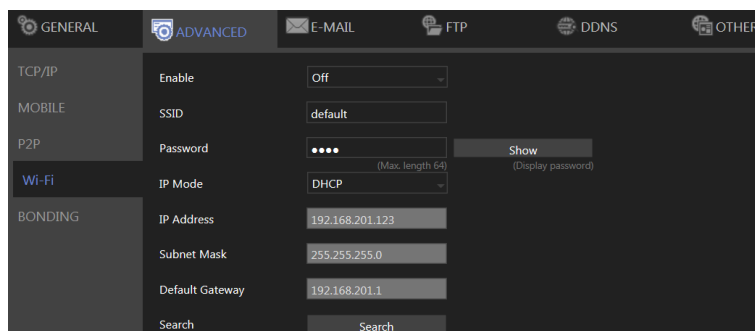 GENERAL ADVANCED E-MAIL FTP DDNS OTHER
TCP/IP
MOBILE
P2P
Wi-Fi
BONDING
Enable Off
SSID default
Password •••• Show
(Max. length 64) (Display password)
IP Mode DHCP
IP Address 192.168.201.123
Subnet Mask 255.255.255.0
Default Gateway 192.168.201.1
Search Search